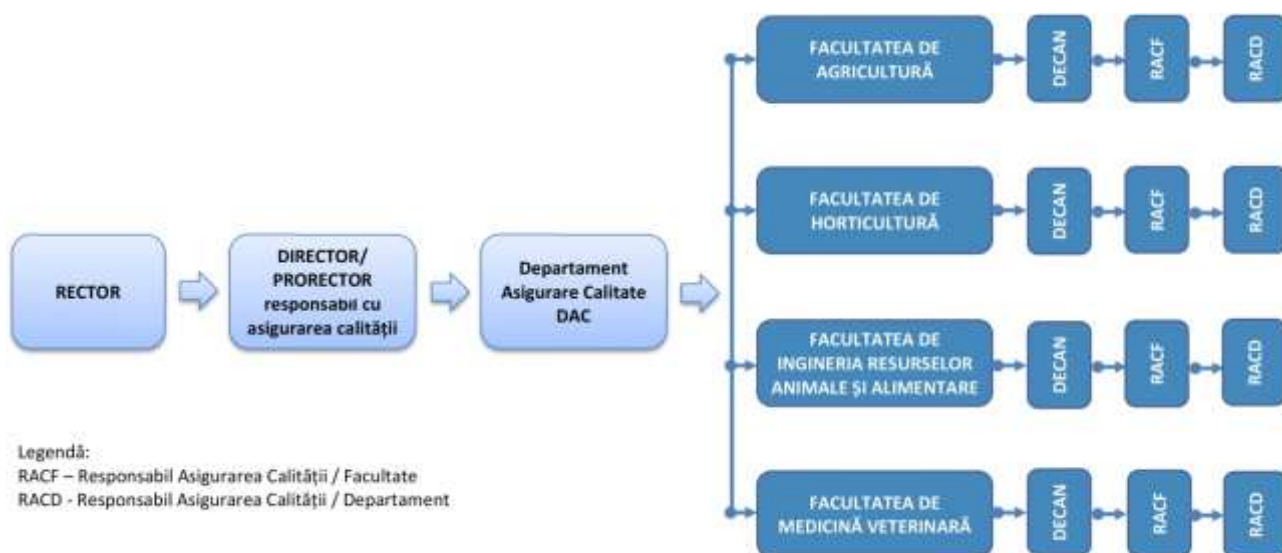 RECTOR
DIRECTOR/
PRORECTOR
responsabil cu
asigurarea calității
Departament
Asigurare Calitate
DAC
FACULTATEA DE
AGRICULTURĂ
DECAN
RACF
RACD
FACULTATEA DE
HORTICULTURĂ
DECAN
RACF
RACD
FACULTATEA DE
INGINERIA RESURSELOR
ANIMALE ȘI ALIMENTARE
DECAN
RACF
RACD
FACULTATEA DE
MEDICINĂ VETERINARĂ
DECAN
RACF
RACD
Legendă:
RACF – Responsabil Asigurarea Calității / Facultate
RACD - Responsabil Asigurarea Calității / Departament